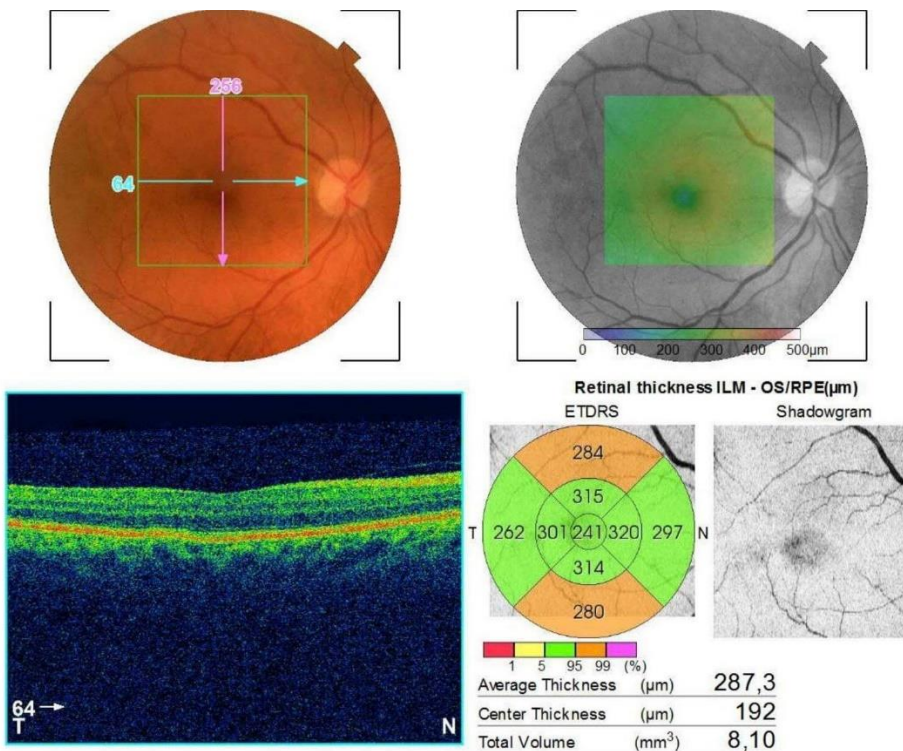 256
64
0 100 200 300 400 500µm
Retinal thickness ILM - OS/RPE(µm)
ETDRS Shadowgram
284
315
T 262 301 241 320 297 N
314
280
1 5 95 99 (%)
Average Thickness (µm) 287,3
Center Thickness (µm) 192
Total Volume (mm³) 8,10
64
T N